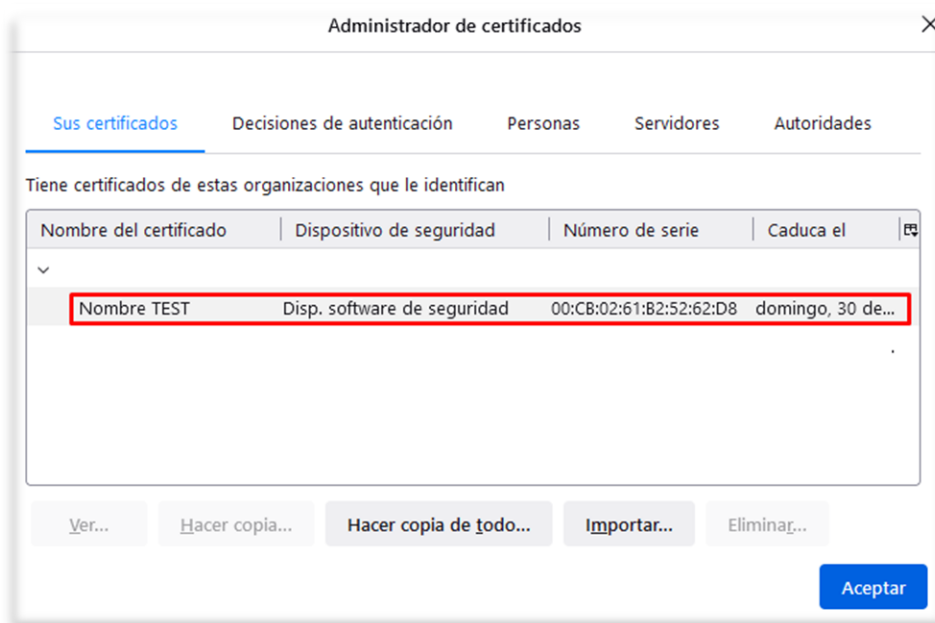 Administrador de certificados
Sus certificados Decisiones de autenticación Personas Servidores Autoridades
Tiene certificados de estas organizaciones que le identifican
Nombre del certificado Dispositivo de seguridad Número de serie Caduca el
Nombre TEST Disp. software de seguridad 00:CB:02:61:B2:52:62:D8 domingo, 30 de...
Ver... Hacer copia... Hacer copia de todo... Importar... Eliminar...
Aceptar